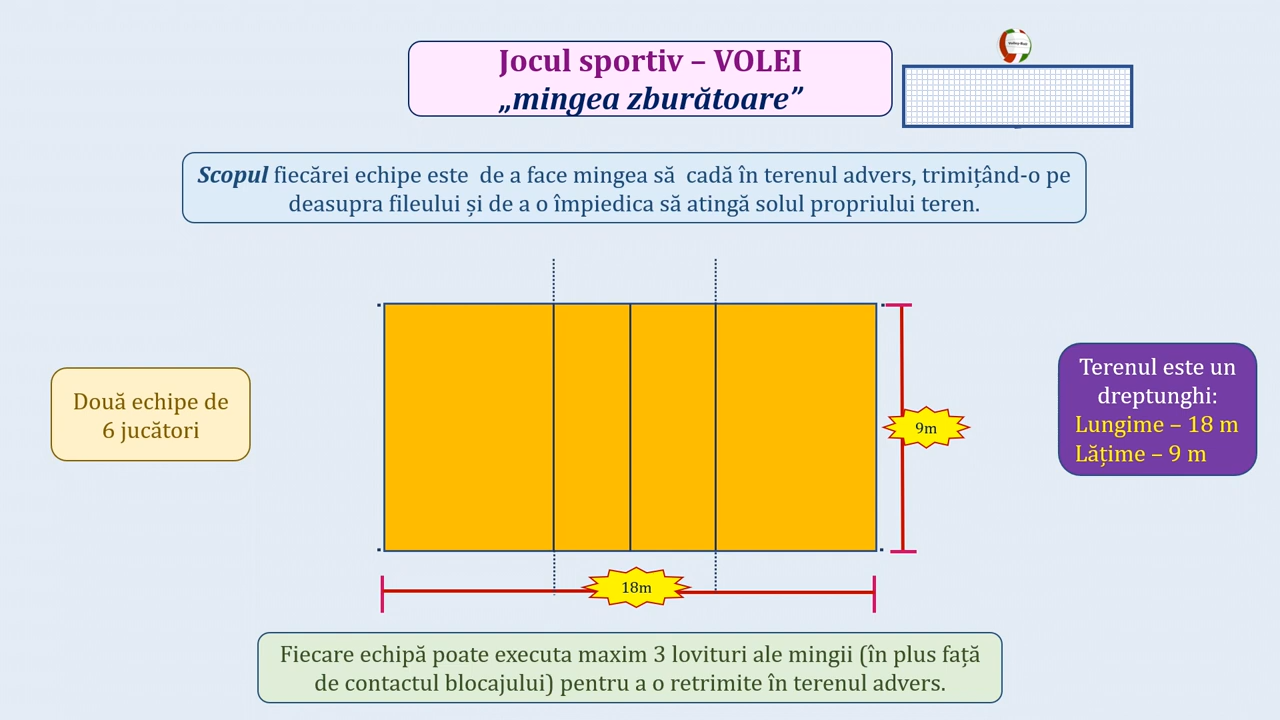 Jocul sportiv – VOLEI
„mingea zburătoare”
Scopul fiecărei echipe este de a face mingea să cadă în terenul advers, trimițând-o pe
deasupra fileului și de a o împiedica să atingă solul propriului teren.
Două echipe de
6 jucători
9m
Terenul este un
dreptunghi:
Lungime – 18 m
Lățime – 9 m
18m
Fiecare echipă poate executa maxim 3 lovituri ale mingii (în plus față
de contactul blocajului) pentru a o retrimite în terenul advers.